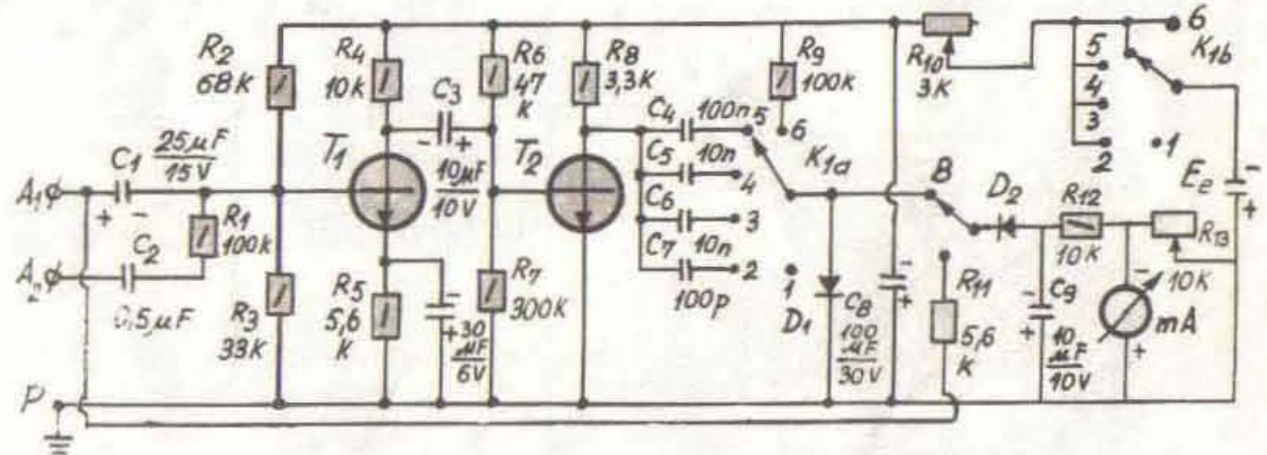 R2
68K
R4
10K
C3
- +
10µF
10V
R6
47
K
R8
3,3K
C4 100n
5
C5 10n
4
C6
3
C7 10n
2
100p
R9
100K
6
K1a
1
R10
3K
6
5
4
3
2
1
K1b
-
Ee
+
A1
C1
25µF
15V
+ -
R1
100K
C2
0,5µF
R3
33K
T1
T2
R5
5,6
K
-
+30
µF
6V
R7
300K
D1
C8
100
µF
30V
-
+
B
D2
R11
5,6
K
R12
10K
C9
-
+
10
µF
10V
R13
10K
-
mA
+
P